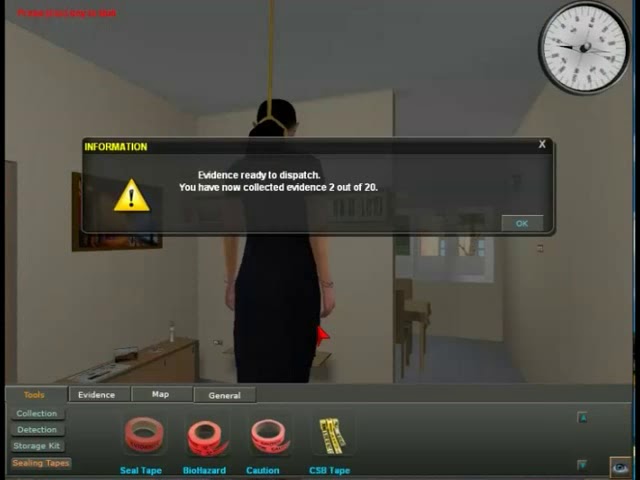 INFORMATION
X
Evidence ready to dispatch.
You have now collected evidence 2 out of 20.
OK
Tools
Evidence
Map
General
Collection
Detection
Storage Kit
Sealing Tapes
Seal Tape
BioHazard
Caution
CSB Tape